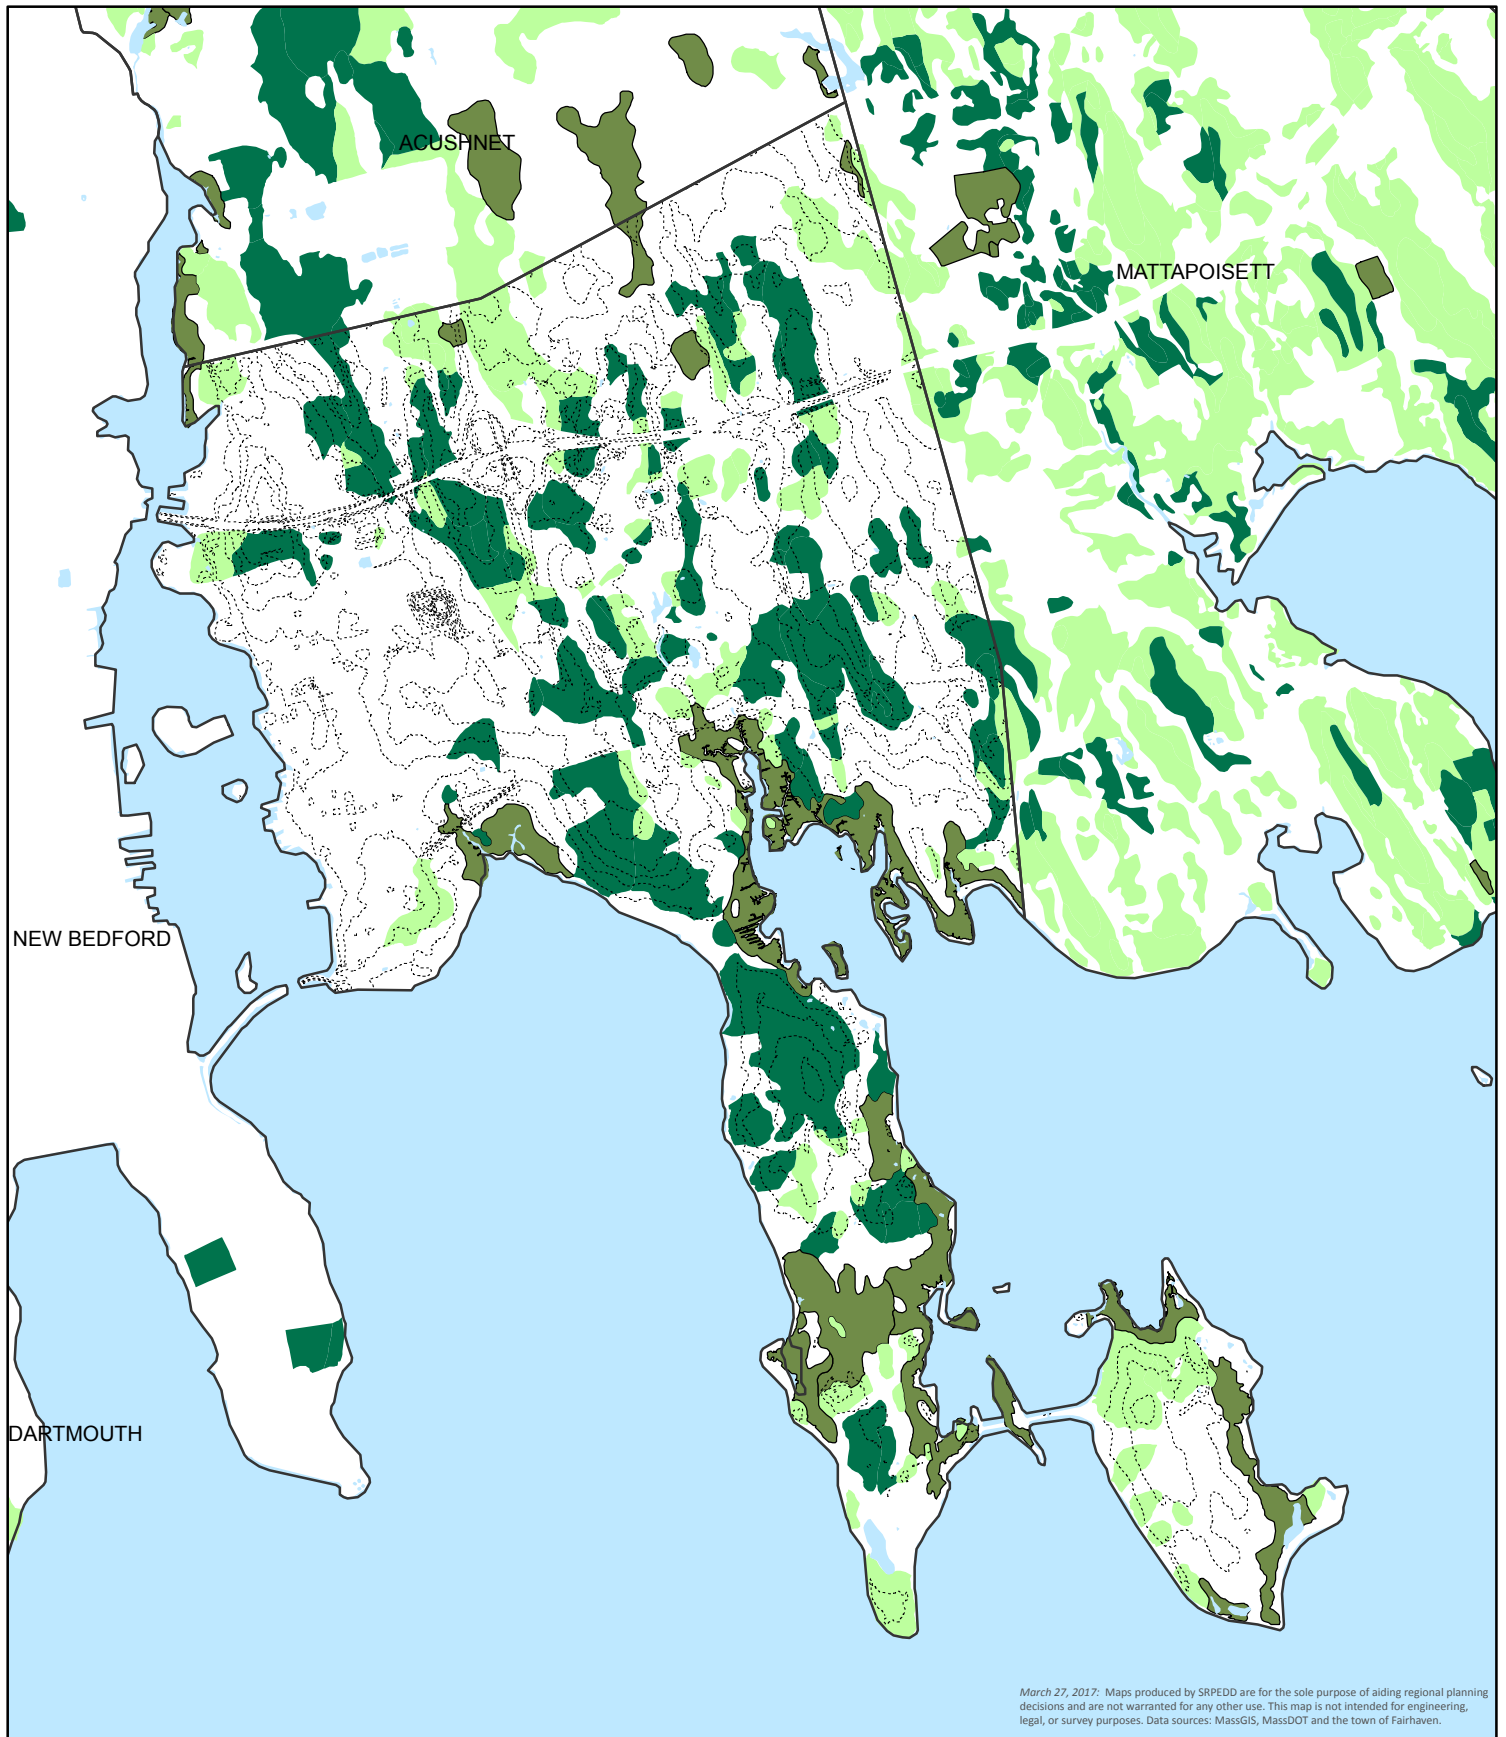 ACUSHNET
MATTAPOISETT
NEW BEDFORD
DARTMOUTH
March 27, 2017: Maps produced by SRPEDD are for the sole purpose of aiding regional planning
decisions and are not warranted for any other use. This map is not intended for engineering,
legal, or survey purposes. Data sources: MassGIS, MassDOT and the town of Fairhaven.